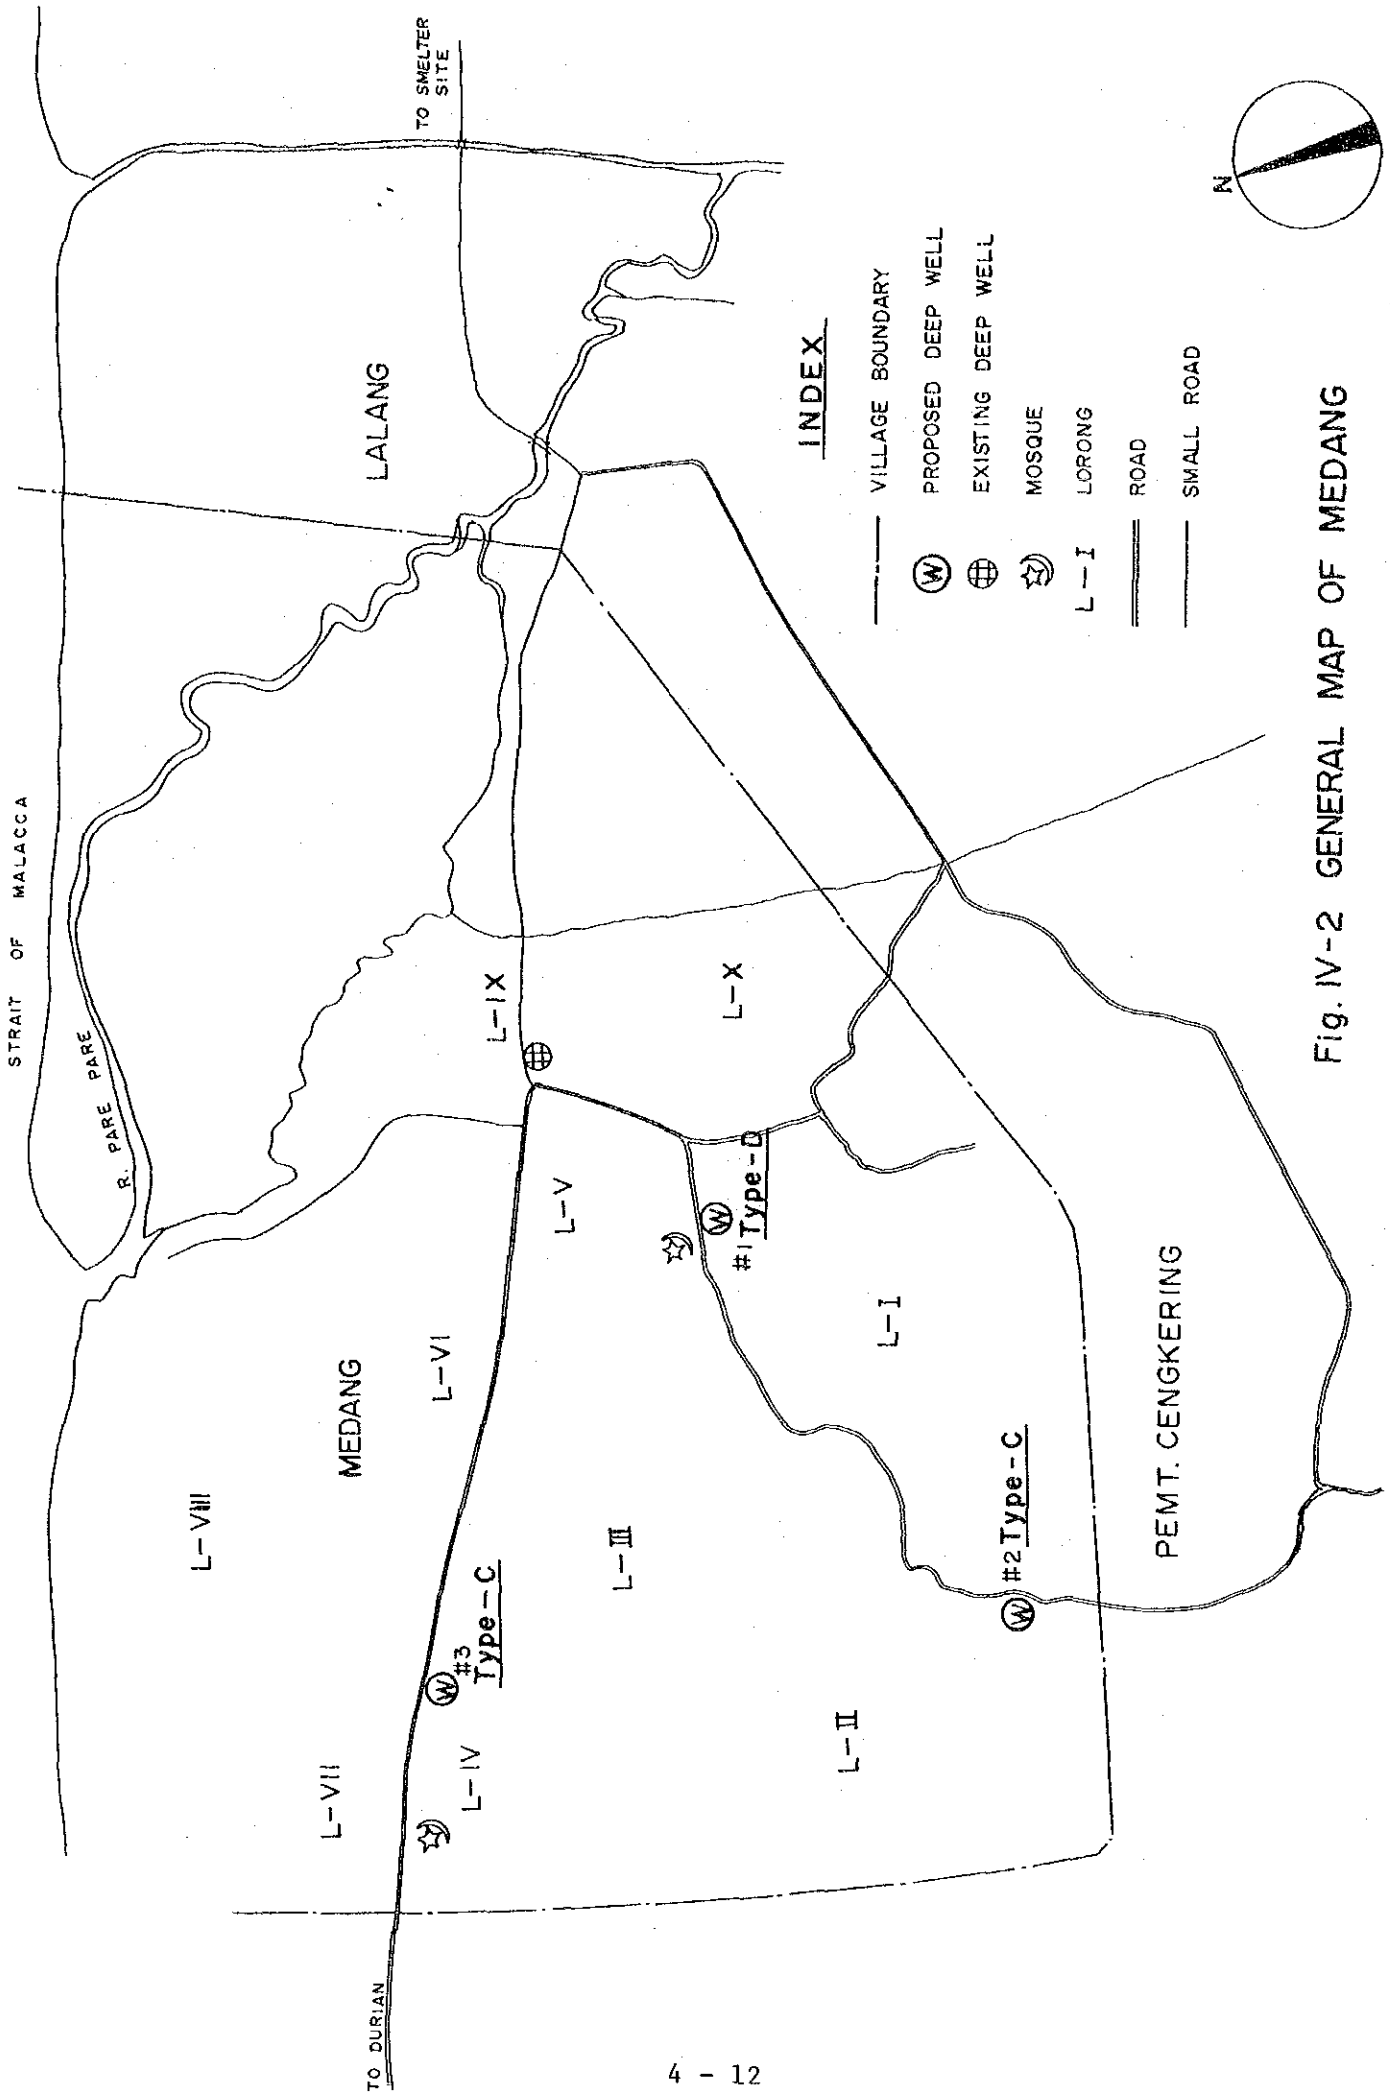 STRAIT OF MALACCA
R. PARE PARE
TO SMELTER
SITE
LALANG
MEDANG
L-VIII
L-VII
L-VI
L-IX
L-V
L-IV
#3
Type-C
L-III
L-X
#1 Type-D
L-I
L-II
#2 Type-C
PEMT. CENGKERING
TO DURIAN
W
W
W
N
INDEX
VILLAGE BOUNDARY
W PROPOSED DEEP WELL
EXISTING DEEP WELL
MOSQUE
L-I LORONG
ROAD
SMALL ROAD
Fig. IV-2 GENERAL MAP OF MEDANG
4 - 12